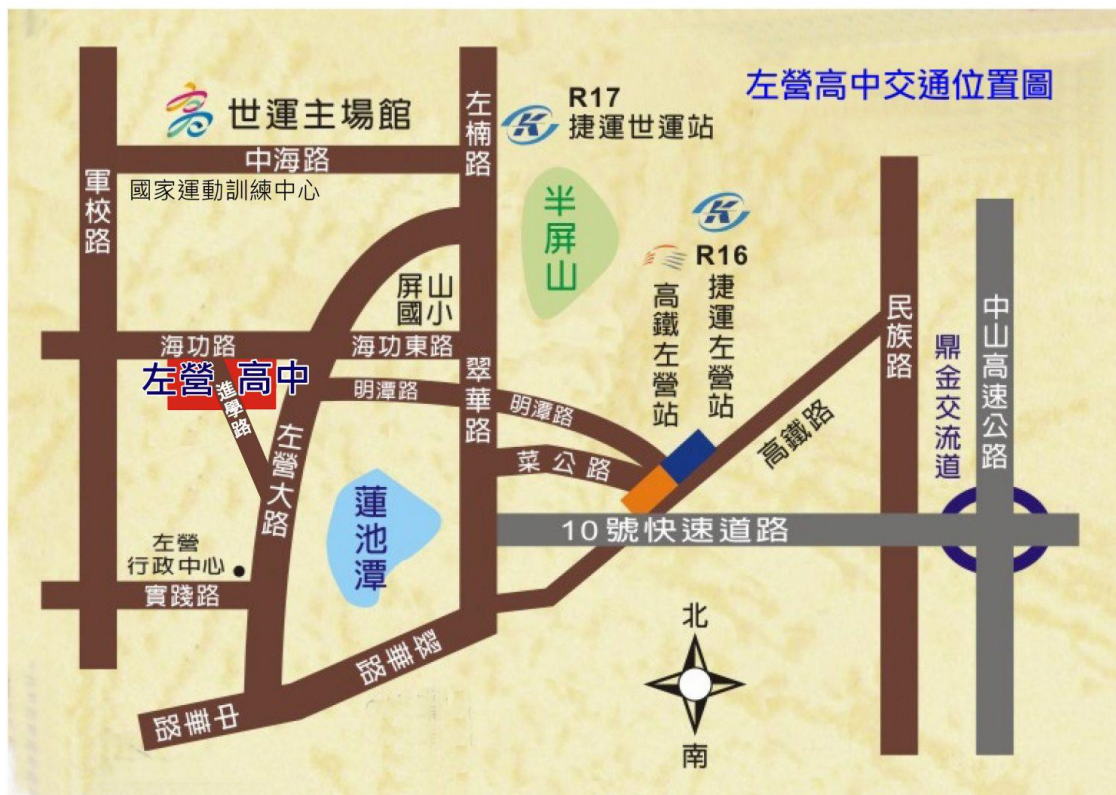 左營高中交通位置圖
世運主場館
R17
捷運世運站
左楠路
中海路
國家運動訓練中心
軍校路
半屏山
R16
捷運左營站
高鐵左營站
屏山
國小
民族路
中山高速公路
鼎金交流道
海功路
海功東路
左營高中
進學路
明潭路
明潭路
翠華路
菜公路
高鐵路
左營大路
蓮池潭
10號快速道路
左營
行政中心
實踐路
翠華路
中華路
北
南